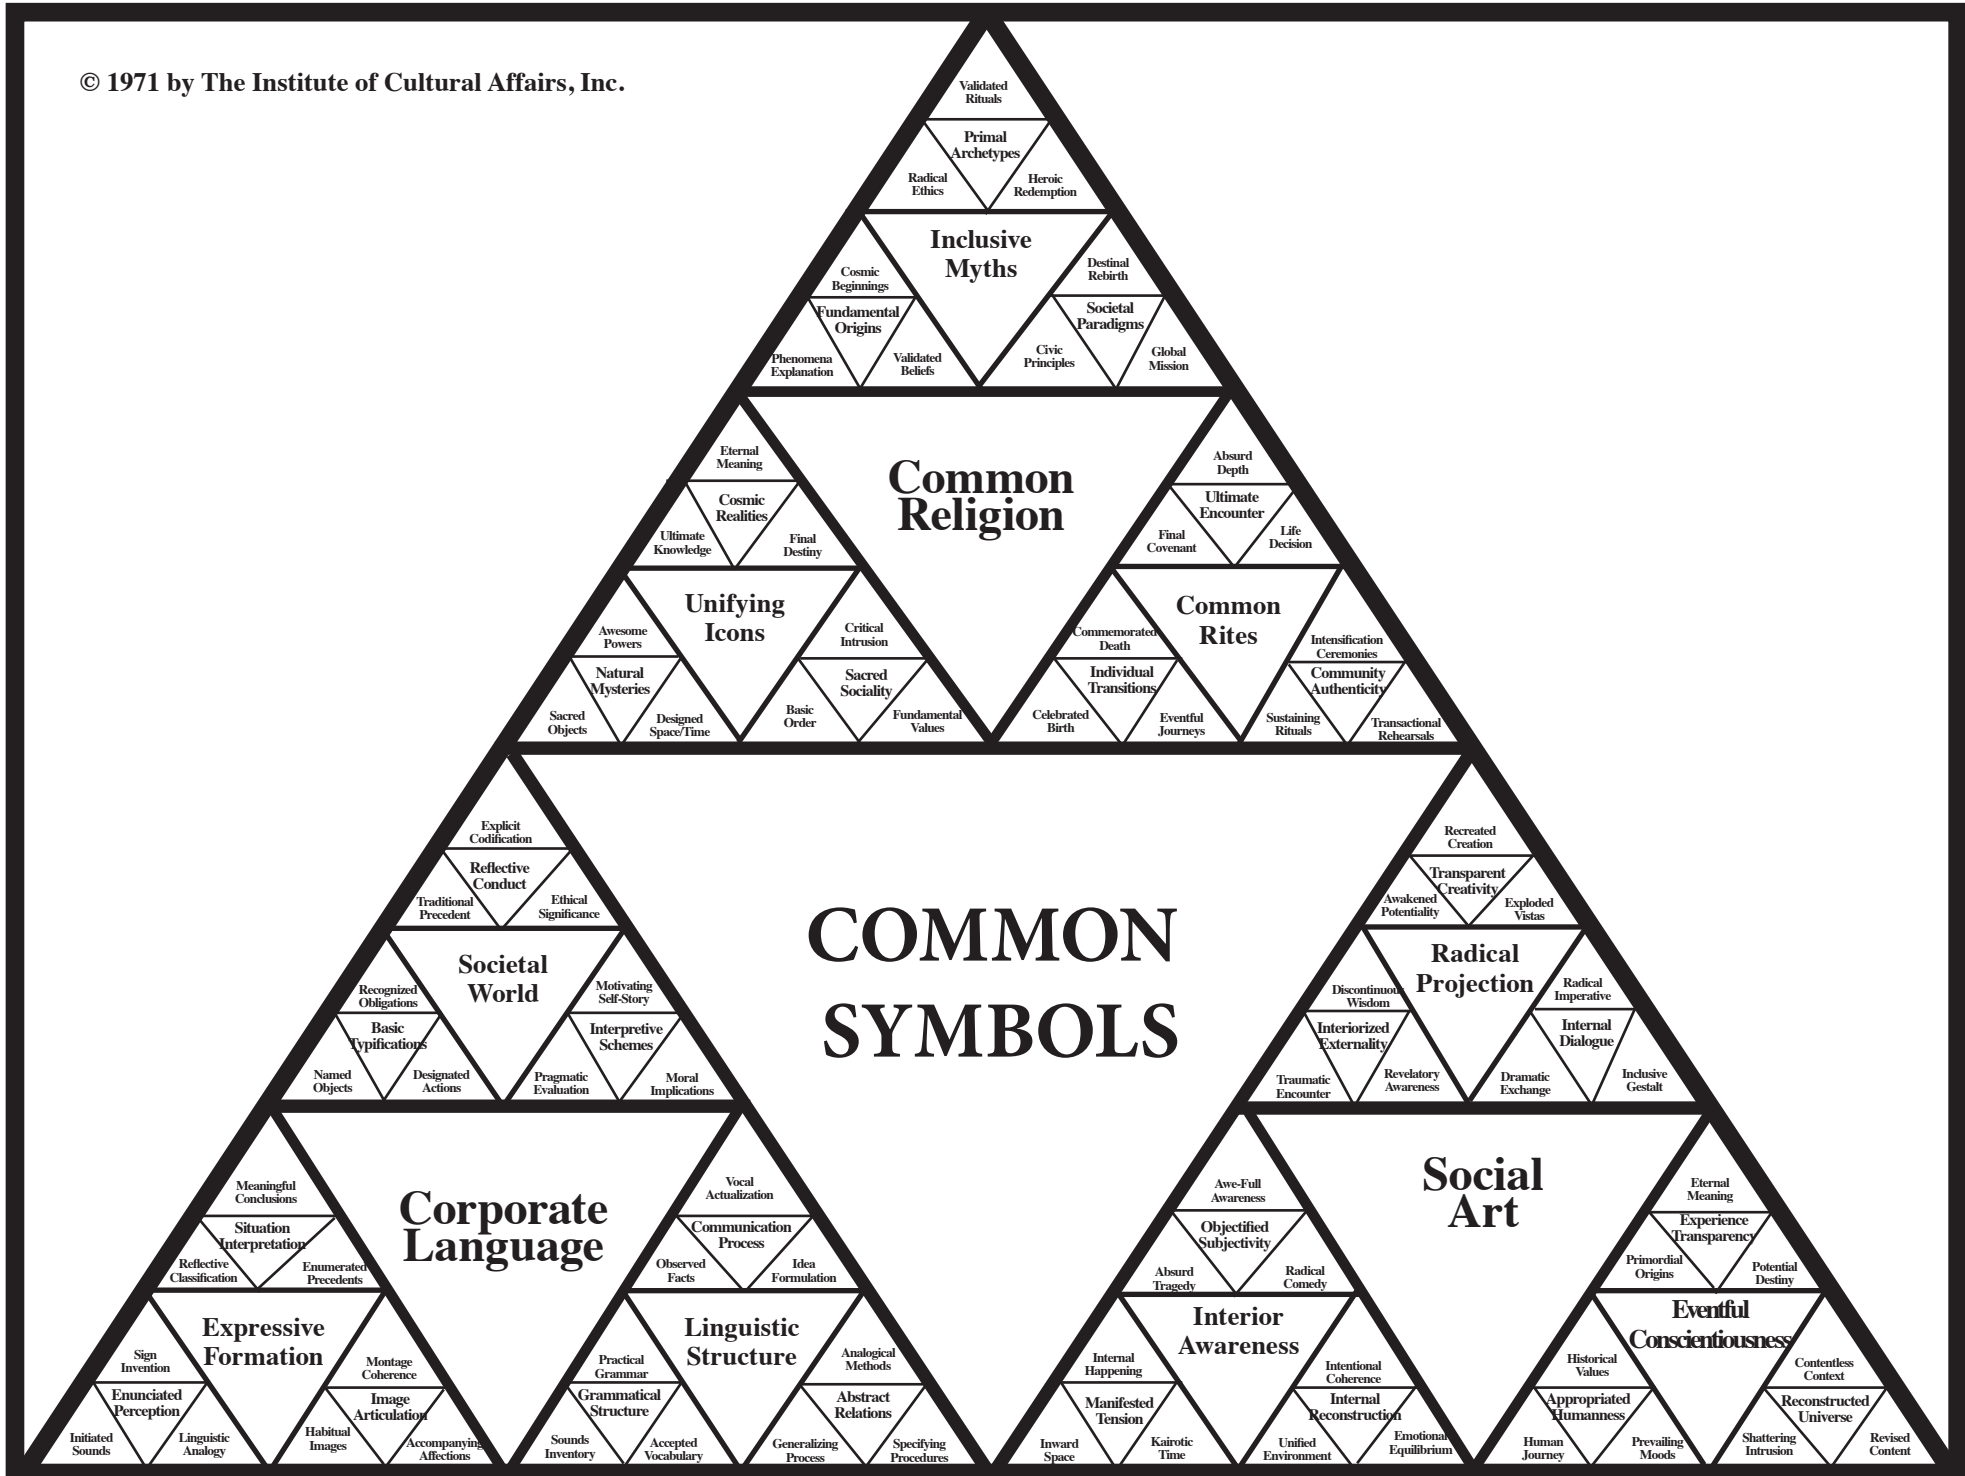 © 1971 by The Institute of Cultural Affairs, Inc.
Validated
Rituals
Primal
Archetypes
Radical
Ethics
Heroic
Redemption
Inclusive
Myths
Cosmic
Beginnings
Fundamental
Origins
Phenomena
Explanation
Validated
Beliefs
Destinal
Rebirth
Societal
Paradigms
Civic
Principles
Global
Mission
Common
Religion
Eternal
Meaning
Cosmic
Realities
Ultimate
Knowledge
Final
Destiny
Unifying
Icons
Awesome
Powers
Natural
Mysteries
Sacred
Objects
Designed
Space/Time
Critical
Intrusion
Sacred
Sociality
Basic
Order
Fundamental
Values
Absurd
Depth
Ultimate
Encounter
Final
Covenant
Life
Decision
Common
Rites
Commemorated
Death
Individual
Transitions
Celebrated
Birth
Eventful
Journeys
Intensification
Ceremonies
Community
Authenticity
Sustaining
Rituals
Transactional
Rehearsals
COMMON
SYMBOLS
Explicit
Codification
Reflective
Conduct
Traditional
Precedent
Ethical
Significance
Societal
World
Recognized
Obligations
Basic
Typifications
Named
Objects
Designated
Actions
Motivating
Self-Story
Interpretive
Schemes
Pragmatic
Evaluation
Moral
Implications
Corporate
Language
Meaningful
Conclusions
Situation
Interpretation
Reflective
Classification
Enumerated
Precedents
Expressive
Formation
Sign
Invention
Enunciated
Perception
Initiated
Sounds
Linguistic
Analogy
Montage
Coherence
Image
Articulation
Habitual
Images
Accompanying
Affections
Vocal
Actualization
Communication
Process
Observed
Facts
Idea
Formulation
Linguistic
Structure
Practical
Grammar
Grammatical
Structure
Sounds
Inventory
Accepted
Vocabulary
Analogical
Methods
Abstract
Relations
Generalizing
Process
Specifying
Procedures
Recreated
Creation
Transparent
Creativity
Awakened
Potentiality
Exploded
Vistas
Radical
Projection
Discontinuous
Wisdom
Interiorized
Externality
Traumatic
Encounter
Revelatory
Awareness
Radical
Imperative
Internal
Dialogue
Dramatic
Exchange
Inclusive
Gestalt
Social
Art
Awe-Full
Awareness
Objectified
Subjectivity
Absurd
Tragedy
Radical
Comedy
Interior
Awareness
Internal
Happening
Manifested
Tension
Inward
Space
Kairotic
Time
Intentional
Coherence
Internal
Reconstruction
Unified
Environment
Emotional
Equilibrium
Eternal
Meaning
Experience
Transparency
Primordial
Origins
Potential
Destiny
Eventful
Conscientiousness
Historical
Values
Appropriated
Humanness
Human
Journey
Prevailing
Moods
Contentless
Context
Reconstructed
Universe
Shattering
Intrusion
Revised
Content